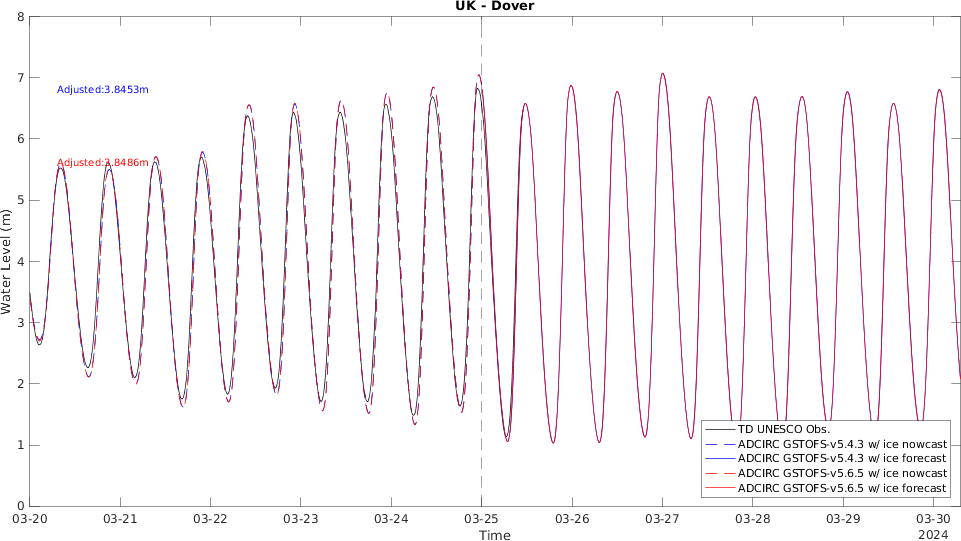 UK - Dover
8
7
6
5
4
3
2
1
0
Water Level (m)
Adjusted:3.8453m
Adjusted:3.8486m
TD UNESCO Obs.
ADCIRC GSTOFS-v5.4.3 w/ ice nowcast
ADCIRC GSTOFS-v5.4.3 w/ ice forecast
ADCIRC GSTOFS-v5.6.5 w/ ice nowcast
ADCIRC GSTOFS-v5.6.5 w/ ice forecast
03-20 03-21 03-22 03-23 03-24 03-25 03-26 03-27 03-28 03-29 03-30
Time
2024